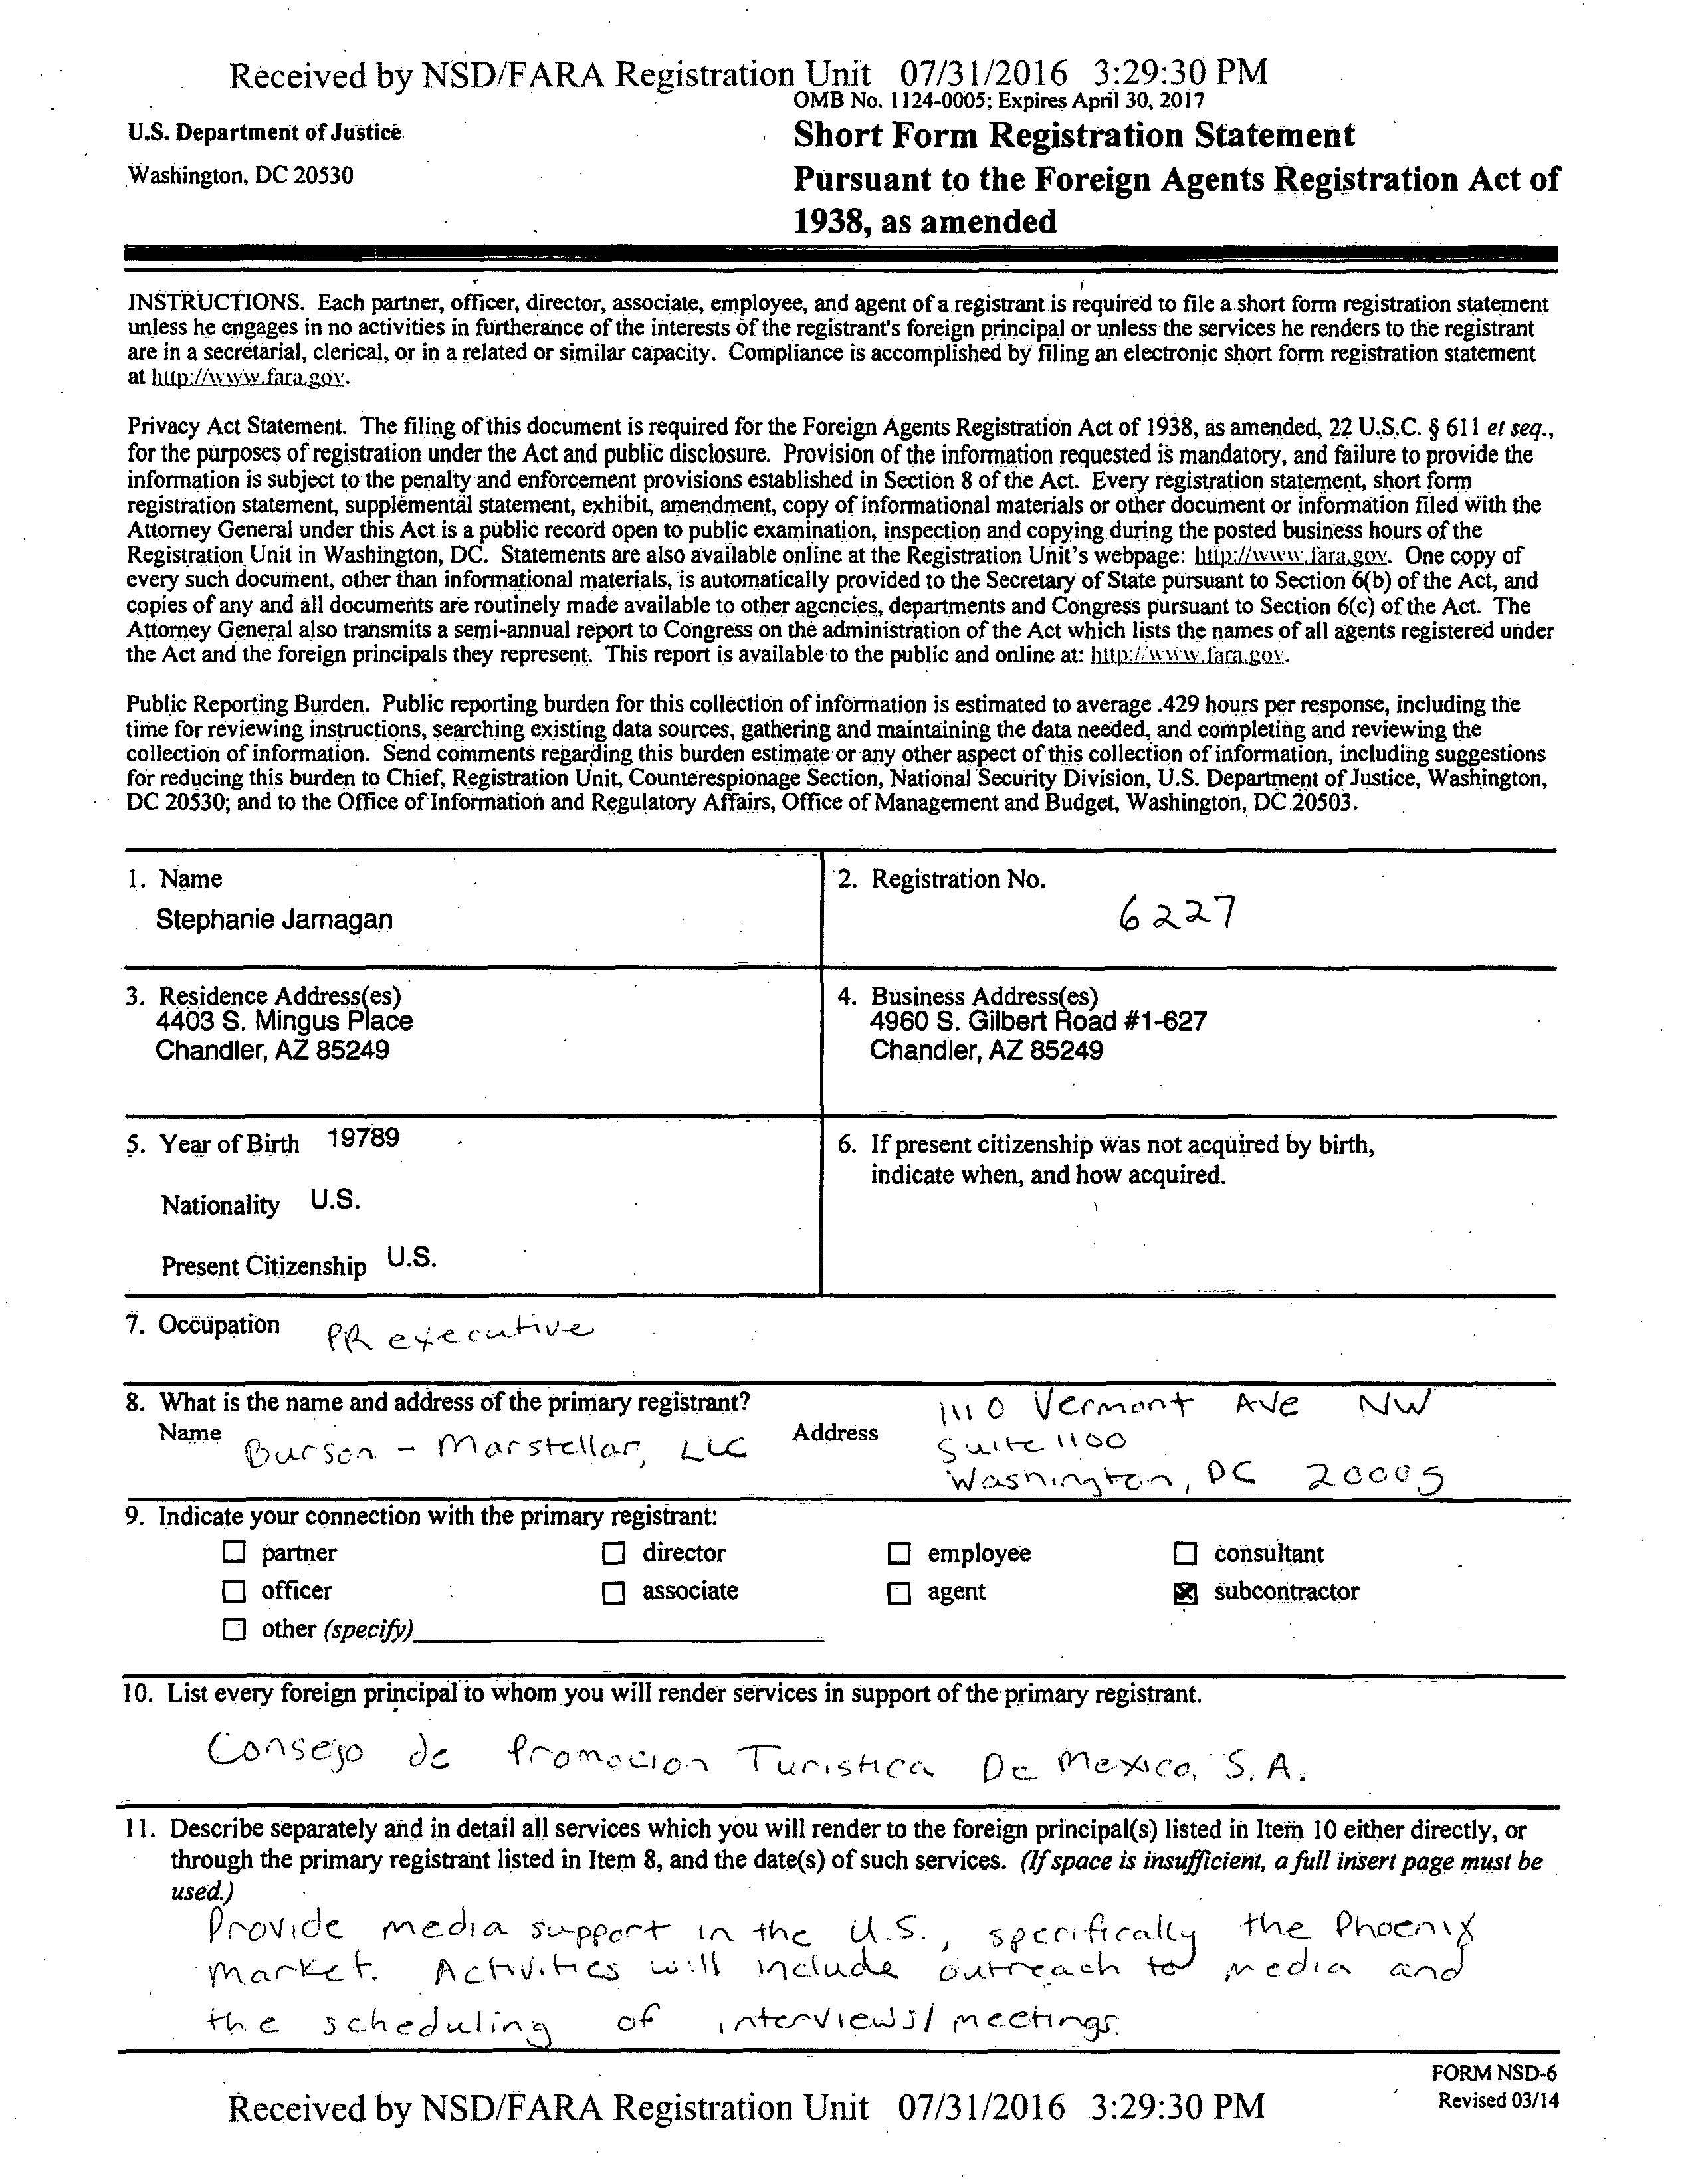 Received by NSD/FARA Registration Unit 07/31/2016 3:29:30 PM
OMB No. 1124-0005; Expires April 30, 2017
U.S. Department of Justice
Washington, DC 20530
Short Form Registration Statement
Pursuant to the Foreign Agents Registration Act of
1938, as amended
INSTRUCTIONS. Each partner, officer, director, associate, employee, and agent of a registrant is required to file a short form registration statement
unless he engages in no activities in furtherance of the interests of the registrant's foreign principal or unless the services he renders to the registrant
are in a secretarial, clerical, or in a related or similar capacity. Compliance is accomplished by filing an electronic short form registration statement
at http://www.fara.gov.
Privacy Act Statement. The filing of this document is required for the Foreign Agents Registration Act of 1938, as amended, 22 U.S.C. § 611 et seq.,
for the purposes of registration under the Act and public disclosure. Provision of the information requested is mandatory, and failure to provide the
information is subject to the penalty and enforcement provisions established in Section 8 of the Act. Every registration statement, short form
registration statement, supplemental statement, exhibit, amendment, copy of informational materials or other document or information filed with the
Attorney General under this Act is a public record open to public examination, inspection and copying during the posted business hours of the
Registration Unit in Washington, DC. Statements are also available online at the Registration Unit's webpage: http://www.fara.gov. One copy of
every such document, other than informational materials, is automatically provided to the Secretary of State pursuant to Section 6(b) of the Act, and
copies of any and all documents are routinely made available to other agencies, departments and Congress pursuant to Section 6(c) of the Act. The
Attorney General also transmits a semi-annual report to Congress on the administration of the Act which lists the names of all agents registered under
the Act and the foreign principals they represent. This report is available to the public and online at: http://www.fara.gov.
Public Reporting Burden. Public reporting burden for this collection of information is estimated to average .429 hours per response, including the
time for reviewing instructions, searching existing data sources, gathering and maintaining the data needed, and completing and reviewing the
collection of information. Send comments regarding this burden estimate or any other aspect of this collection of information, including suggestions
for reducing this burden to Chief, Registration Unit, Counterespionage Section, National Security Division, U.S. Department of Justice, Washington,
DC 20530; and to the Office of Information and Regulatory Affairs, Office of Management and Budget, Washington, DC 20503.
1. Name
Stephanie Jarnagan
2. Registration No.
6227
3. Residence Address(es)
4403 S. Mingus Place
Chandler, AZ 85249
4. Business Address(es)
4960 S. Gilbert Road #1-627
Chandler, AZ 85249
5. Year of Birth 19789
Nationality U.S.
Present Citizenship U.S.
6. If present citizenship was not acquired by birth,
indicate when, and how acquired.
7. Occupation PR executive
8. What is the name and address of the primary registrant?
Name Burson - Marstellar, LLC
Address 1110 Vermont Ave NW
Suite 1100
Washington, DC 20005
9. Indicate your connection with the primary registrant:
partner director employee consultant
officer associate agent subcontractor
other (specify)
10. List every foreign principal to whom you will render services in support of the primary registrant.
Consejo de Promocion Turistica De Mexico, S.A.
11. Describe separately and in detail all services which you will render to the foreign principal(s) listed in Item 10 either directly, or
through the primary registrant listed in Item 8, and the date(s) of such services. (If space is insufficient, a full insert page must be
used.)
Provide media support in the U.S., specifically the Phoenix
market. Activities will include outreach to media and
the scheduling of interviews/meetings.
FORM NSD-6
Revised 03/14
Received by NSD/FARA Registration Unit 07/31/2016 3:29:30 PM